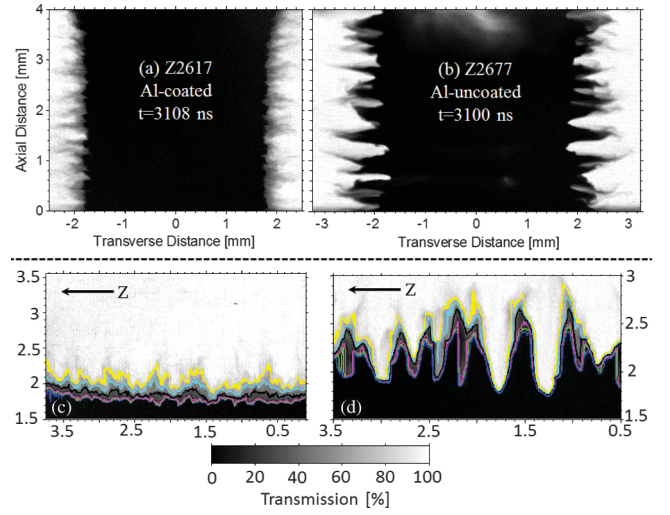 4
3
2
1
0
Axial Distance [mm]
(a) Z2617
Al-coated
t=3108 ns
(b) Z2677
Al-uncoated
t=3100 ns
-2 -1 0 1 2
-3 -2 -1 0 1 2 3
Transverse Distance [mm]
Transverse Distance [mm]
3.5
3
2.5
2
1.5
Z
(c)
3.5 2.5 1.5 0.5
Z
(d)
3
2.5
2
1.5
3.5 2.5 1.5 0.5
0 20 40 60 80 100
Transmission [%]